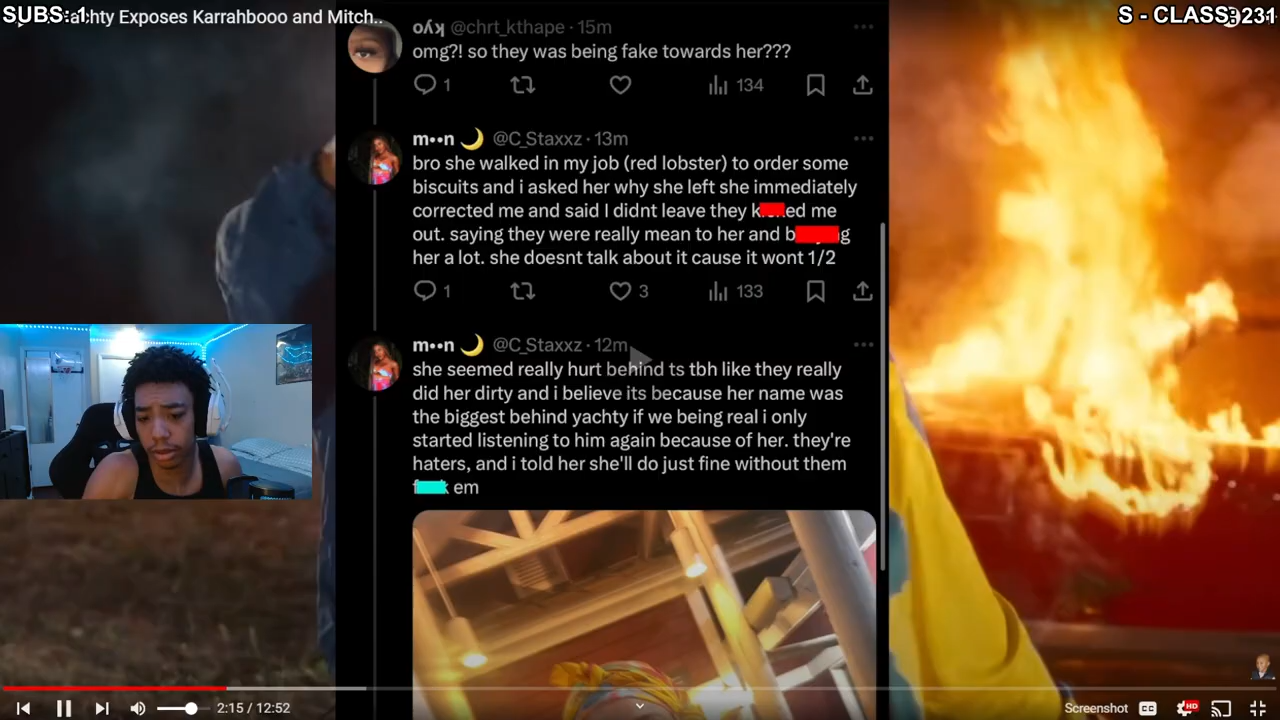 SUBS: 1
Yachty Exposes Karrahbooo and Mitch..
S - CLASS: 231
@chrt_kthape · 15m
omg?! so they was being fake towards her???
1 134
m••n 🌙 @C_Staxxz · 13m
bro she walked in my job (red lobster) to order some
biscuits and i asked her why she left she immediately
corrected me and said I didnt leave they me
out. saying they were really mean to her and
her a lot. she doesnt talk about it cause it wont 1/2
1 3 133
m••n 🌙 @C_Staxxz · 12m
she seemed really hurt behind ts tbh like they really
did her dirty and i believe its because her name was
the biggest behind yachty if we being real i only
started listening to him again because of her. they're
haters, and i told her she'll do just fine without them
em
2:15 / 12:52
Screenshot CC HD